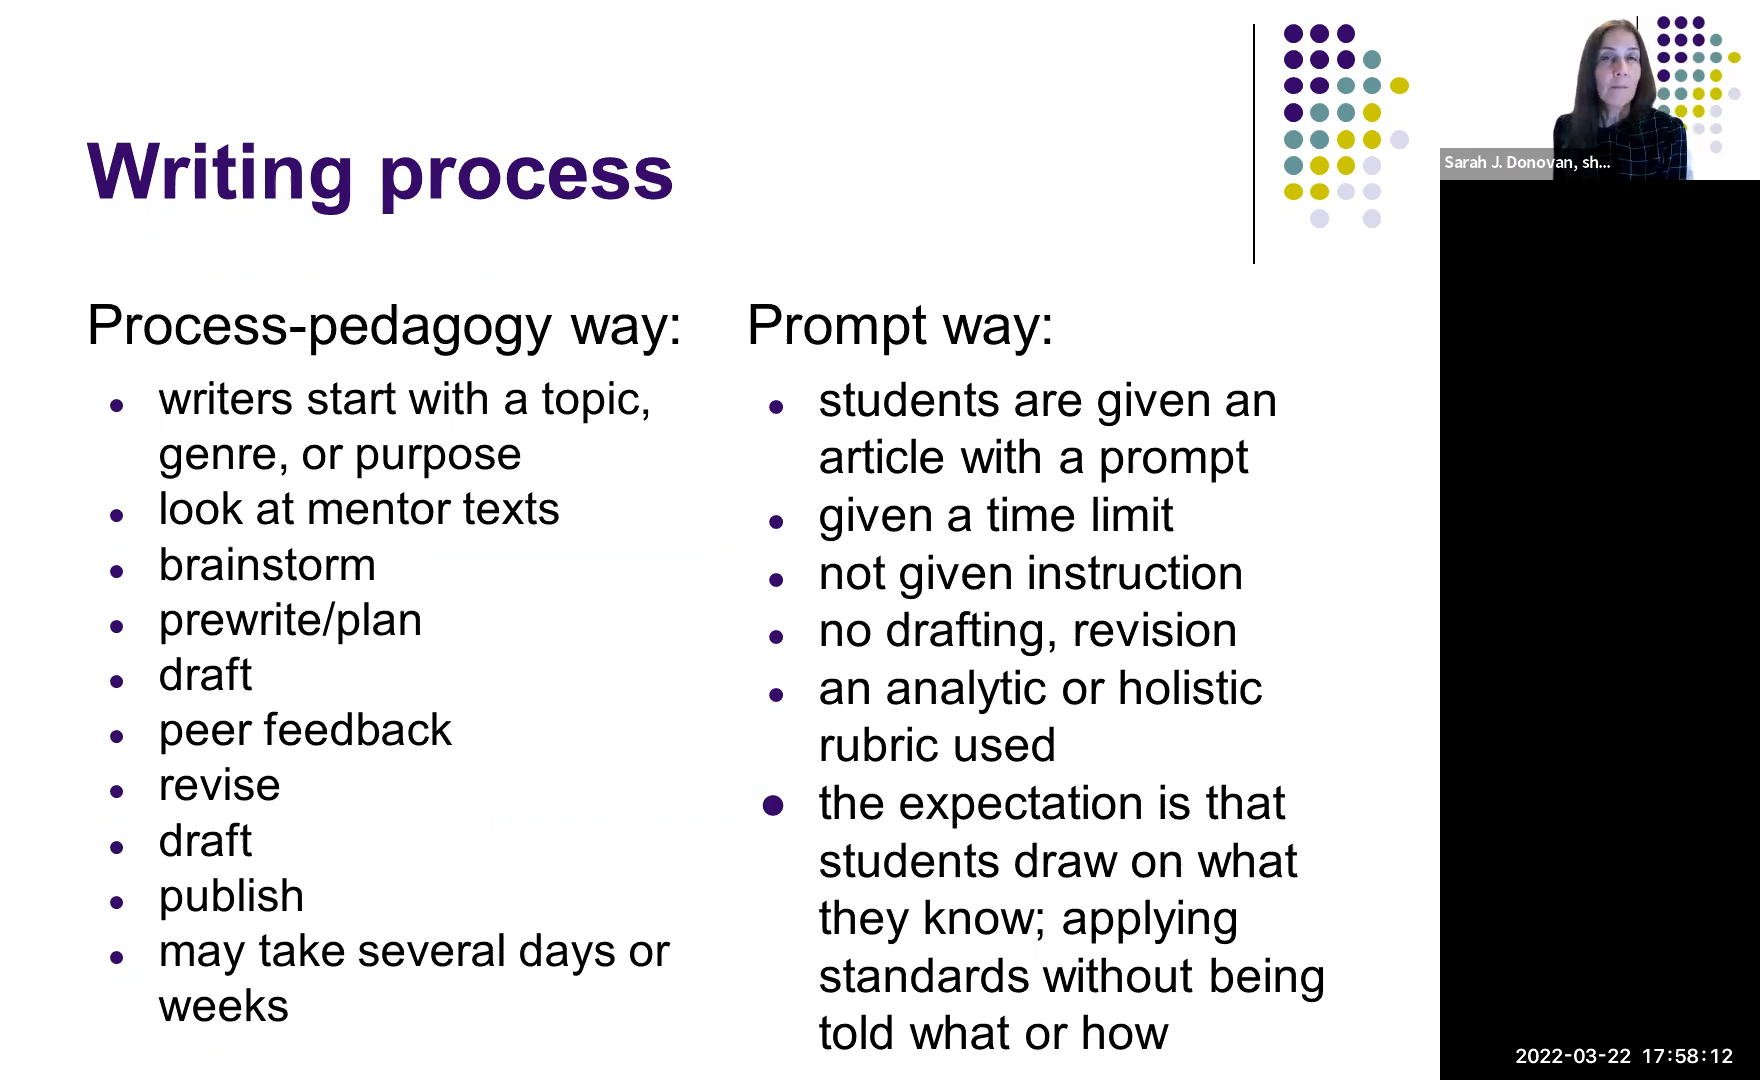 Writing process
Process-pedagogy way:
writers start with a topic,
genre, or purpose
look at mentor texts
brainstorm
prewrite/plan
draft
peer feedback
revise
draft
publish
may take several days or
weeks
Prompt way:
students are given an
article with a prompt
given a time limit
not given instruction
no drafting, revision
an analytic or holistic
rubric used
the expectation is that
students draw on what
they know; applying
standards without being
told what or how
Sarah J. Donovan, sh...
2022-03-22 17:58:12